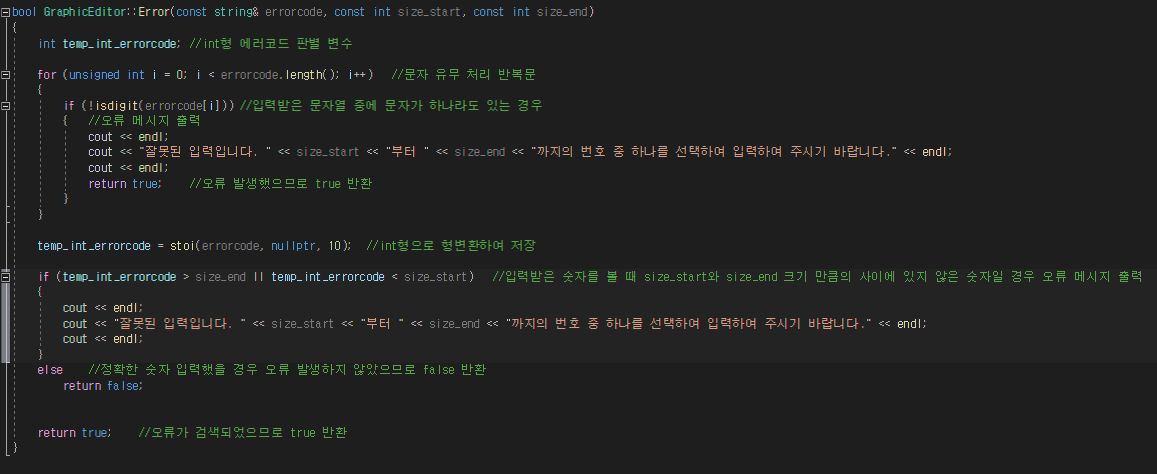 bool GraphicEditor::Error(const string& errorcode, const int size_start, const int size_end)
{
int temp_int_errorcode; //int형 에러코드 판별 변수
for (unsigned int i = 0; i < errorcode.length(); i++) //문자 유무 처리 반복문
{
if (!isdigit(errorcode[i])) //입력받은 문자열 중에 문자가 하나라도 있는 경우
{ //오류 메시지 출력
cout << endl;
cout << "잘못된 입력입니다. " << size_start << "부터 " << size_end << "까지의 번호 중 하나를 선택하여 입력하여 주시기 바랍니다." << endl;
cout << endl;
return true; //오류 발생했으므로 true 반환
}
}
temp_int_errorcode = stoi(errorcode, nullptr, 10); //int형으로 형변환하여 저장
if (temp_int_errorcode > size_end || temp_int_errorcode < size_start) //입력받은 숫자를 볼 때 size_start와 size_end 크기 만큼의 사이에 있지 않은 숫자일 경우 오류 메시지 출력
{
cout << endl;
cout << "잘못된 입력입니다. " << size_start << "부터 " << size_end << "까지의 번호 중 하나를 선택하여 입력하여 주시기 바랍니다." << endl;
cout << endl;
}
else //정확한 숫자 입력했을 경우 오류 발생하지 않았으므로 false 반환
return false;
return true; //오류가 검색되었으므로 true 반환
}